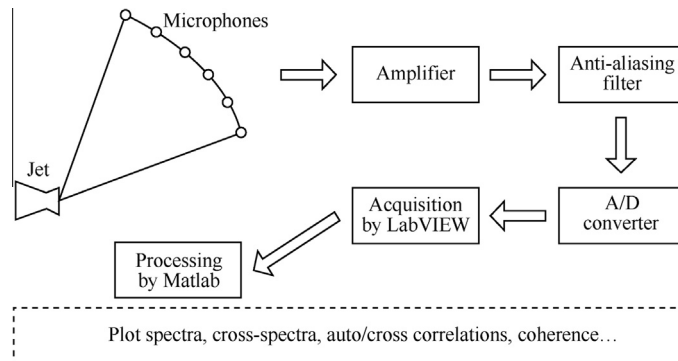 Microphones
Jet
Amplifier
Anti-aliasing
filter
A/D
converter
Acquisition
by LabVIEW
Processing
by Matlab
Plot spectra, cross-spectra, auto/cross correlations, coherence…